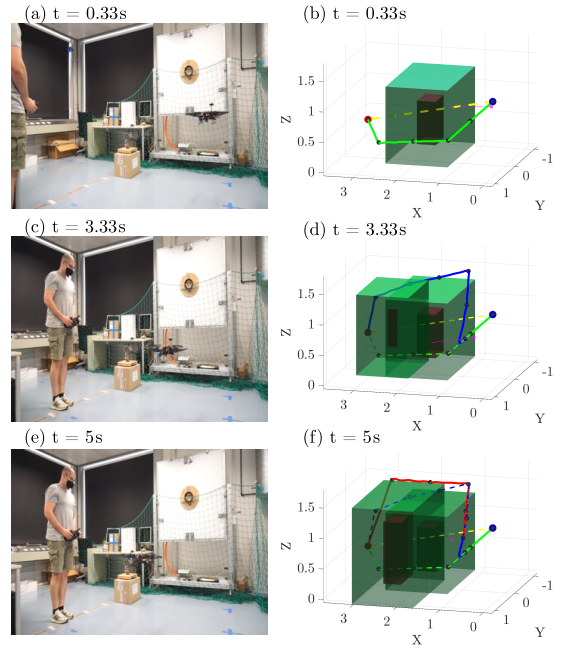 (a) t = 0.33s
(b) t = 0.33s
Z
1.5
1
0.5
0
3
2
1
0
X
1
0
-1
Y
(c) t = 3.33s
(d) t = 3.33s
Z
1.5
1
0.5
0
3
2
1
0
X
1
0
-1
Y
(e) t = 5s
(f) t = 5s
Z
1.5
1
0.5
0
3
2
1
0
X
1
0
-1
Y